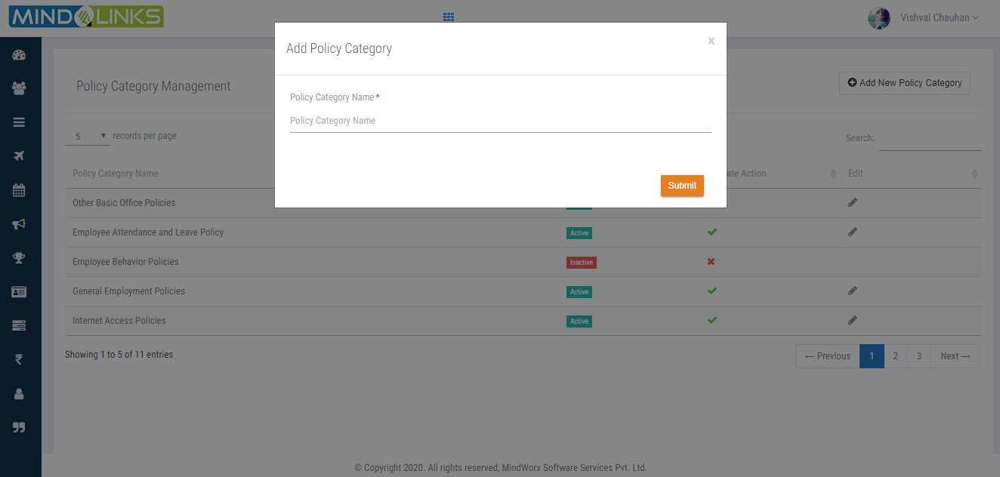 MIND LINKS
Vishval Chauhan
Add Policy Category
×
Policy Category Management
Add New Policy Category
Policy Category Name*
Policy Category Name
5 records per page
Search:
Policy Category Name
ate Action
Edit
Other Basic Office Policies
Employee Attendance and Leave Policy
Active
Employee Behavior Policies
Inactive
General Employment Policies
Active
Internet Access Policies
Active
Submit
Showing 1 to 5 of 11 entries
← Previous 1 2 3 Next →
© Copyright 2020. All rights reserved, MindWorx Software Services Pvt. Ltd.